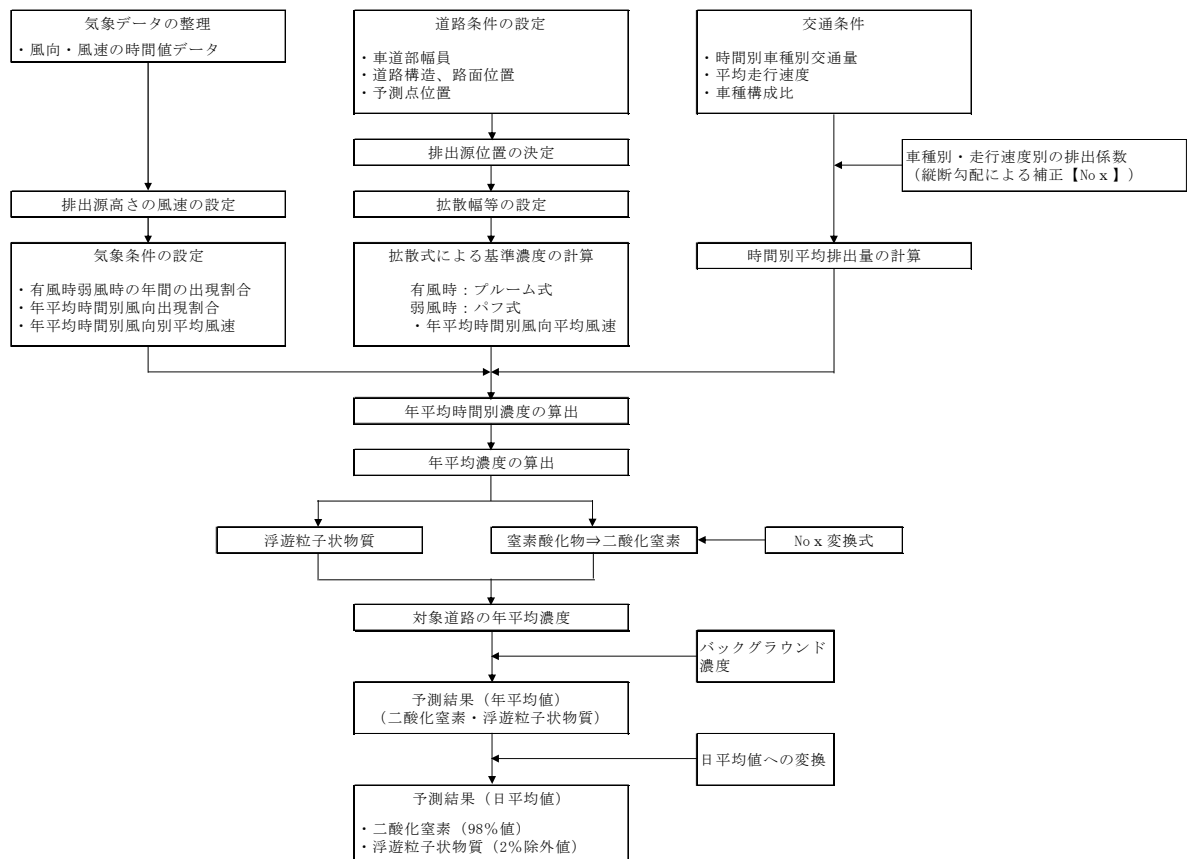 気象データの整理
・風向・風速の時間値データ
道路条件の設定
・車道部幅員
・道路構造、路面位置
・予測点位置
交通条件
・時間別車種別交通量
・平均走行速度
・車種構成比
排出源位置の決定
車種別・走行速度別の排出係数
(縦断勾配による補正【Noｘ】)
排出源高さの風速の設定
拡散幅等の設定
気象条件の設定
・有風時弱風時の年間の出現割合
・年平均時間別風向出現割合
・年平均時間別風向別平均風速
拡散式による基準濃度の計算
有風時：プルーム式
弱風時：パフ式
・年平均時間別風向平均風速
時間別平均排出量の計算
年平均時間別濃度の算出
年平均濃度の算出
浮遊粒子状物質
窒素酸化物⇒二酸化窒素
Noｘ変換式
対象道路の年平均濃度
バックグラウンド
濃度
予測結果（年平均値）
（二酸化窒素・浮遊粒子状物質）
日平均値への変換
予測結果（日平均値）
・二酸化窒素（98%値）
・浮遊粒子状物質（2%除外値）